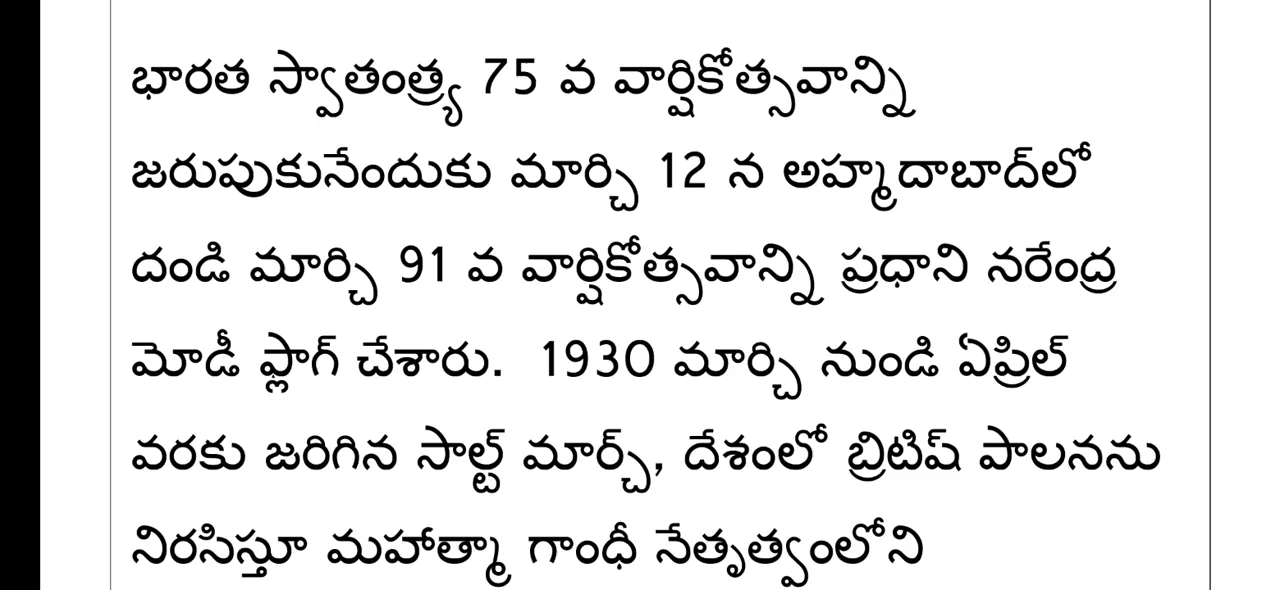 భారత స్వాతంత్ర్య 75 వ వార్షికోత్సవాన్ని
జరుపుకునేందుకు మార్చి 12 న అహ్మదాబాద్‌లో
దండి మార్చి 91 వ వార్షికోత్సవాన్ని ప్రధాని నరేంద్ర
మోడీ ఫ్లాగ్ చేశారు. 1930 మార్చి నుండి ఏప్రిల్
వరకు జరిగిన సాల్ట్ మార్చ్, దేశంలో బ్రిటిష్ పాలనను
నిరసిస్తూ మహాత్మా గాంధీ నేతృత్వంలోని